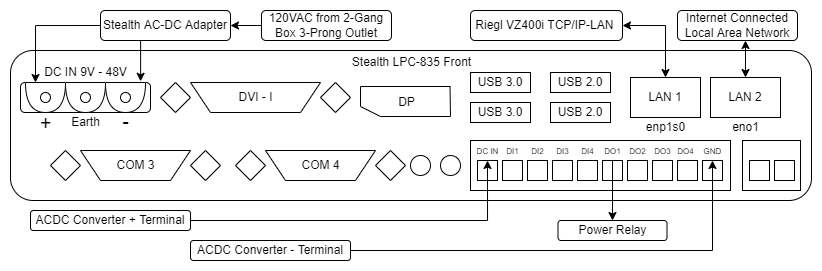 Stealth AC-DC Adapter
120VAC from 2-Gang
Box 3-Prong Outlet
Riegl VZ400i TCP/IP-LAN
Internet Connected
Local Area Network
Stealth LPC-835 Front
DC IN 9V - 48V
+
Earth
-
DVI - I
DP
USB 3.0
USB 2.0
USB 3.0
USB 2.0
LAN 1
enp1s0
LAN 2
eno1
COM 3
COM 4
DC IN
DI1
DI2
DI3
DI4
DO1
DO2
DO3
DO4
GND
ACDC Converter + Terminal
Power Relay
ACDC Converter - Terminal